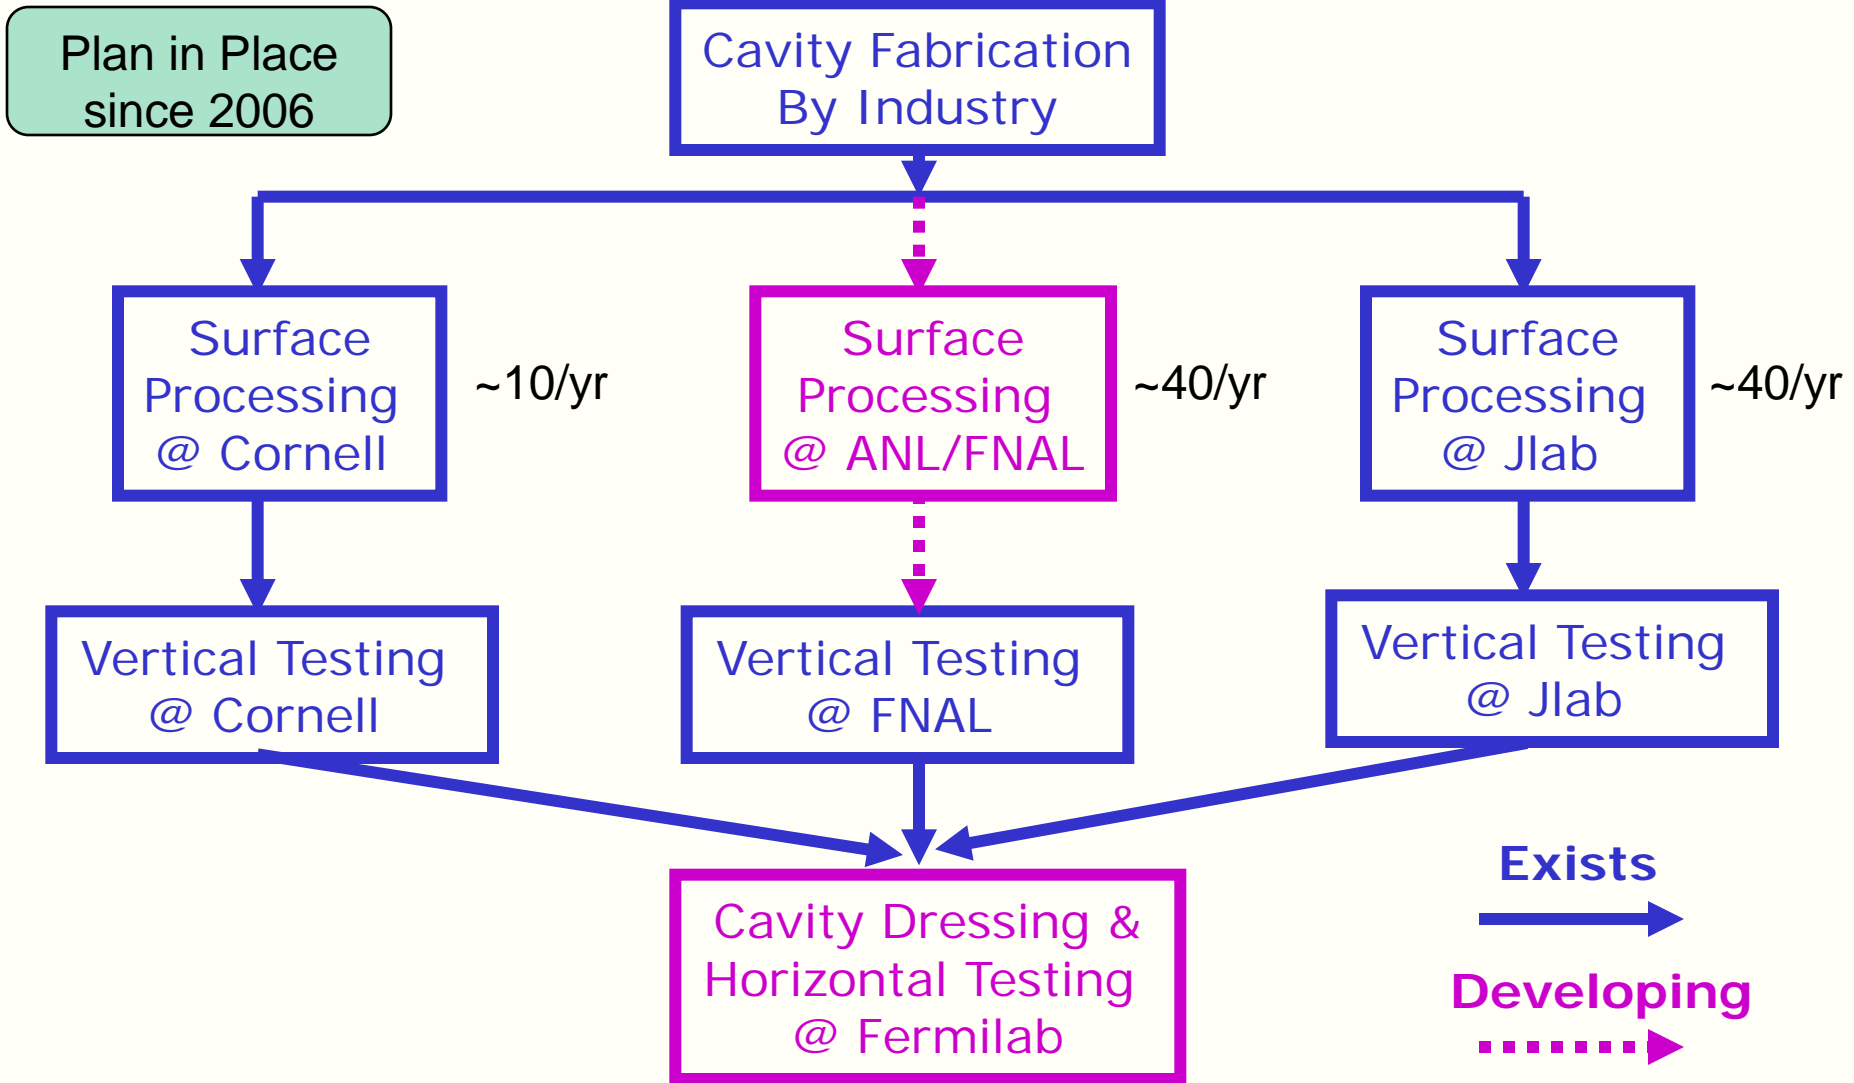 Plan in Place
since 2006
Cavity Fabrication
By Industry
Surface
Processing
@ Cornell
~10/yr
Surface
Processing
@ ANL/FNAL
~40/yr
Surface
Processing
@ Jlab
~40/yr
Vertical Testing
@ Cornell
Vertical Testing
@ FNAL
Vertical Testing
@ Jlab
Cavity Dressing &
Horizontal Testing
@ Fermilab
Exists
Developing